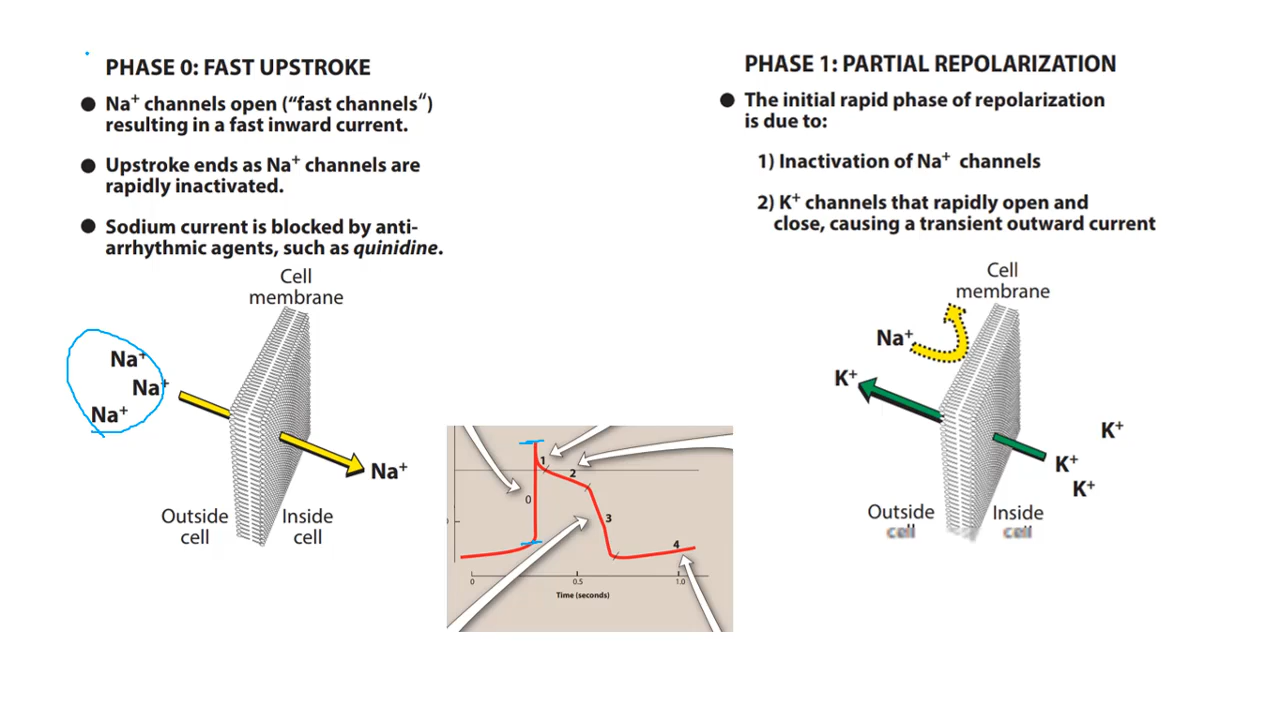 PHASE 0: FAST UPSTROKE
● Na⁺ channels open (“fast channels“)
resulting in a fast inward current.
● Upstroke ends as Na⁺ channels are
rapidly inactivated.
● Sodium current is blocked by anti-
arrhythmic agents, such as quinidine.
Cell
membrane
Na⁺
Na⁺
Na⁺
Na⁺
Outside
cell
Inside
cell
0
1
2
3
4
0
0.5
1.0
Time (seconds)
PHASE 1: PARTIAL REPOLARIZATION
● The initial rapid phase of repolarization
is due to:
1) Inactivation of Na⁺ channels
2) K⁺ channels that rapidly open and
close, causing a transient outward current
Cell
membrane
Na⁺
K⁺
K⁺
K⁺
K⁺
Outside
cell
Inside
cell